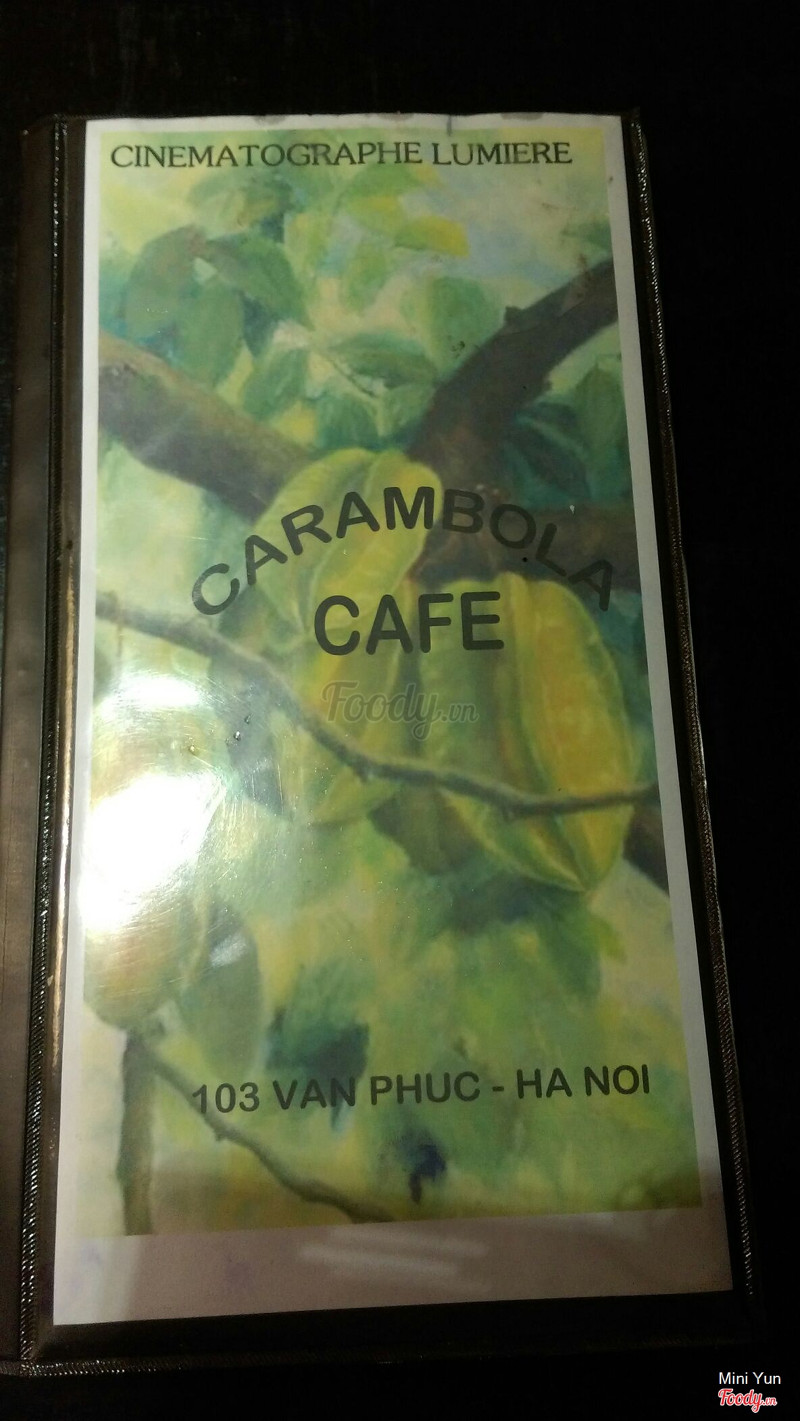 CINEMATOGRAPHE LUMIERE
CARAMBOLA
CAFE
Foody.vn
103 VAN PHUC - HA NOI
Mini Yun
Foody.vn